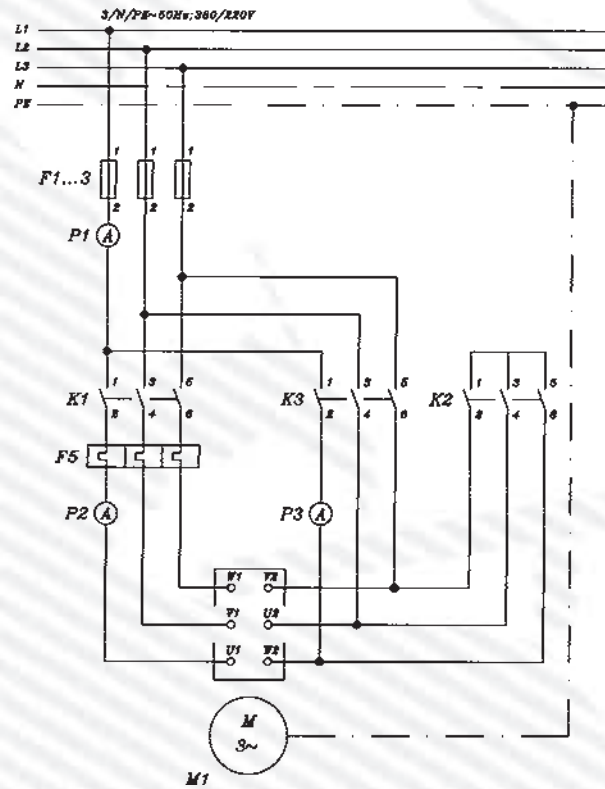 3/N/PE~50Hz;380/220V
L1
L2
L3
N
PE
1 1 1
F1...3
2 2 2
P1 A
K1 1 3 5
2 4 6
K3 1 3 5
2 4 6
K2 1 3 5
2 4 6
F5
P2 A
P3 A
W1 V2
V1 U2
U1 W2
M
3~
M1